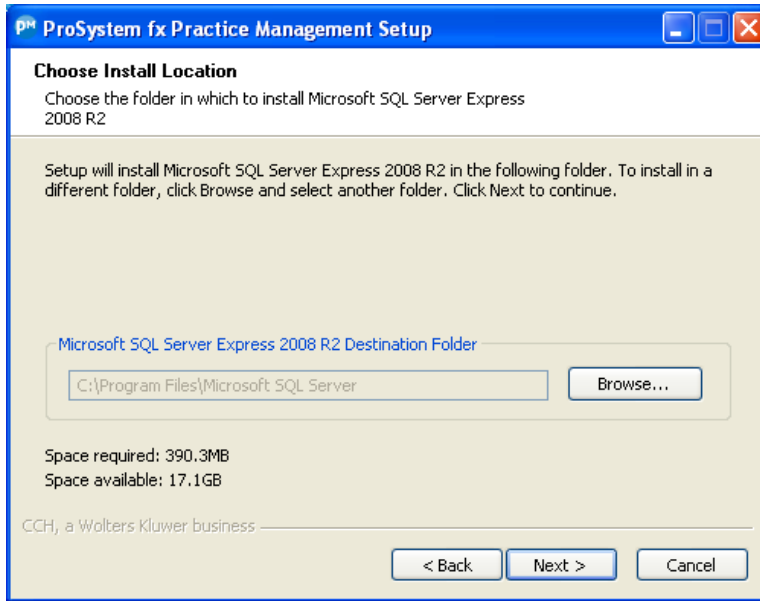 PM ProSystem fx Practice Management Setup
Choose Install Location
Choose the folder in which to install Microsoft SQL Server Express
2008 R2
Setup will install Microsoft SQL Server Express 2008 R2 in the following folder. To install in a
different folder, click Browse and select another folder. Click Next to continue.
Microsoft SQL Server Express 2008 R2 Destination Folder
C:\Program Files\Microsoft SQL Server
Browse...
Space required: 390.3MB
Space available: 17.1GB
CCH, a Wolters Kluwer business
< Back Next > Cancel